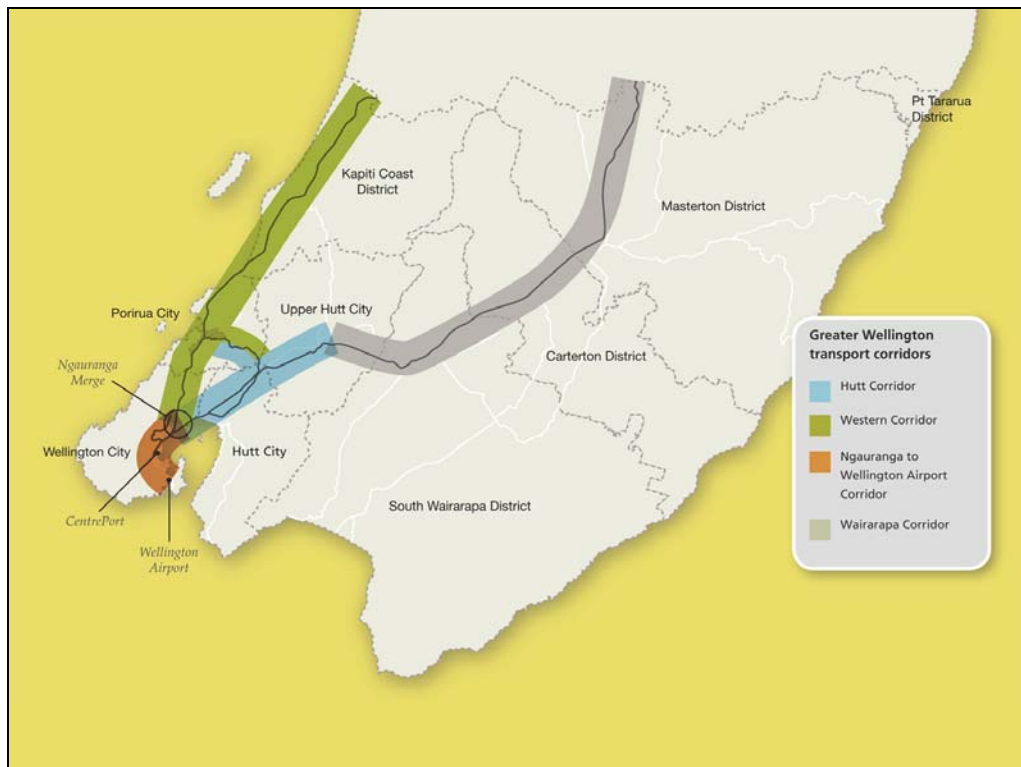 Pt Tararua
District
Kapiti Coast
District
Masterton District
Upper Hutt City
Porirua City
Ngauranga
Merge
Carterton District
Wellington City
Hutt City
South Wairarapa District
CentrePort
Wellington
Airport
Greater Wellington
transport corridors
Hutt Corridor
Western Corridor
Ngauranga to
Wellington Airport
Corridor
Wairarapa Corridor